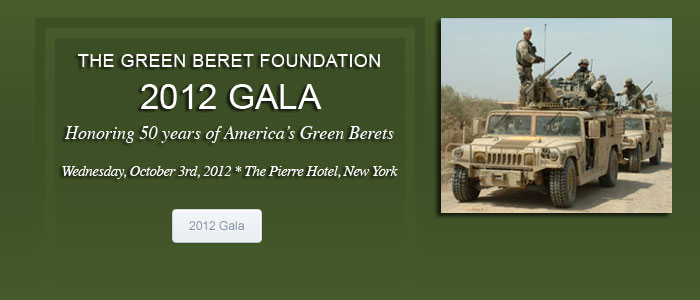 THE GREEN BERET FOUNDATION
2012 GALA
Honoring 50 years of America's Green Berets
Wednesday, October 3rd, 2012 * The Pierre Hotel, New York
2012 Gala